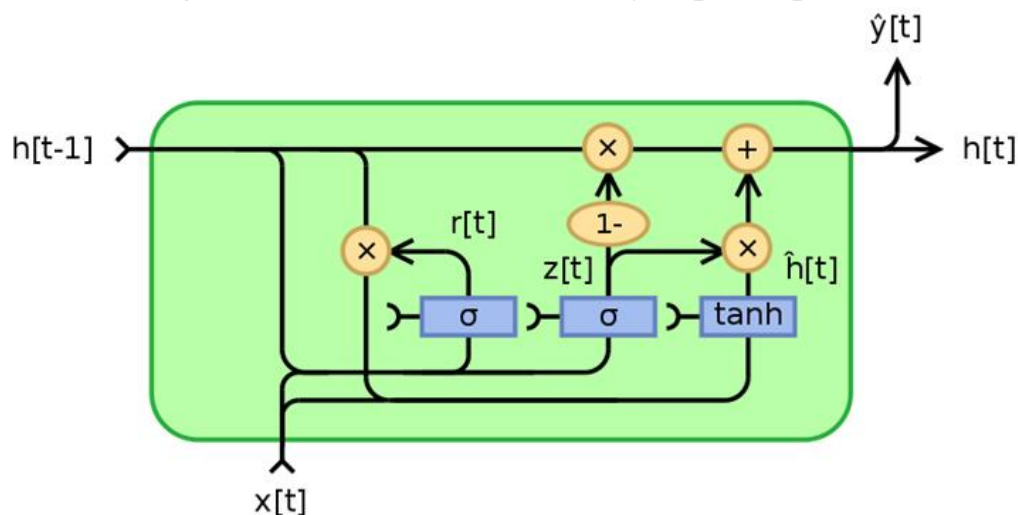 ŷ[t]
h[t-1]
×
+
h[t]
1-
r[t]
×
×
z[t]
ĥ[t]
σ
σ
tanh
x[t]